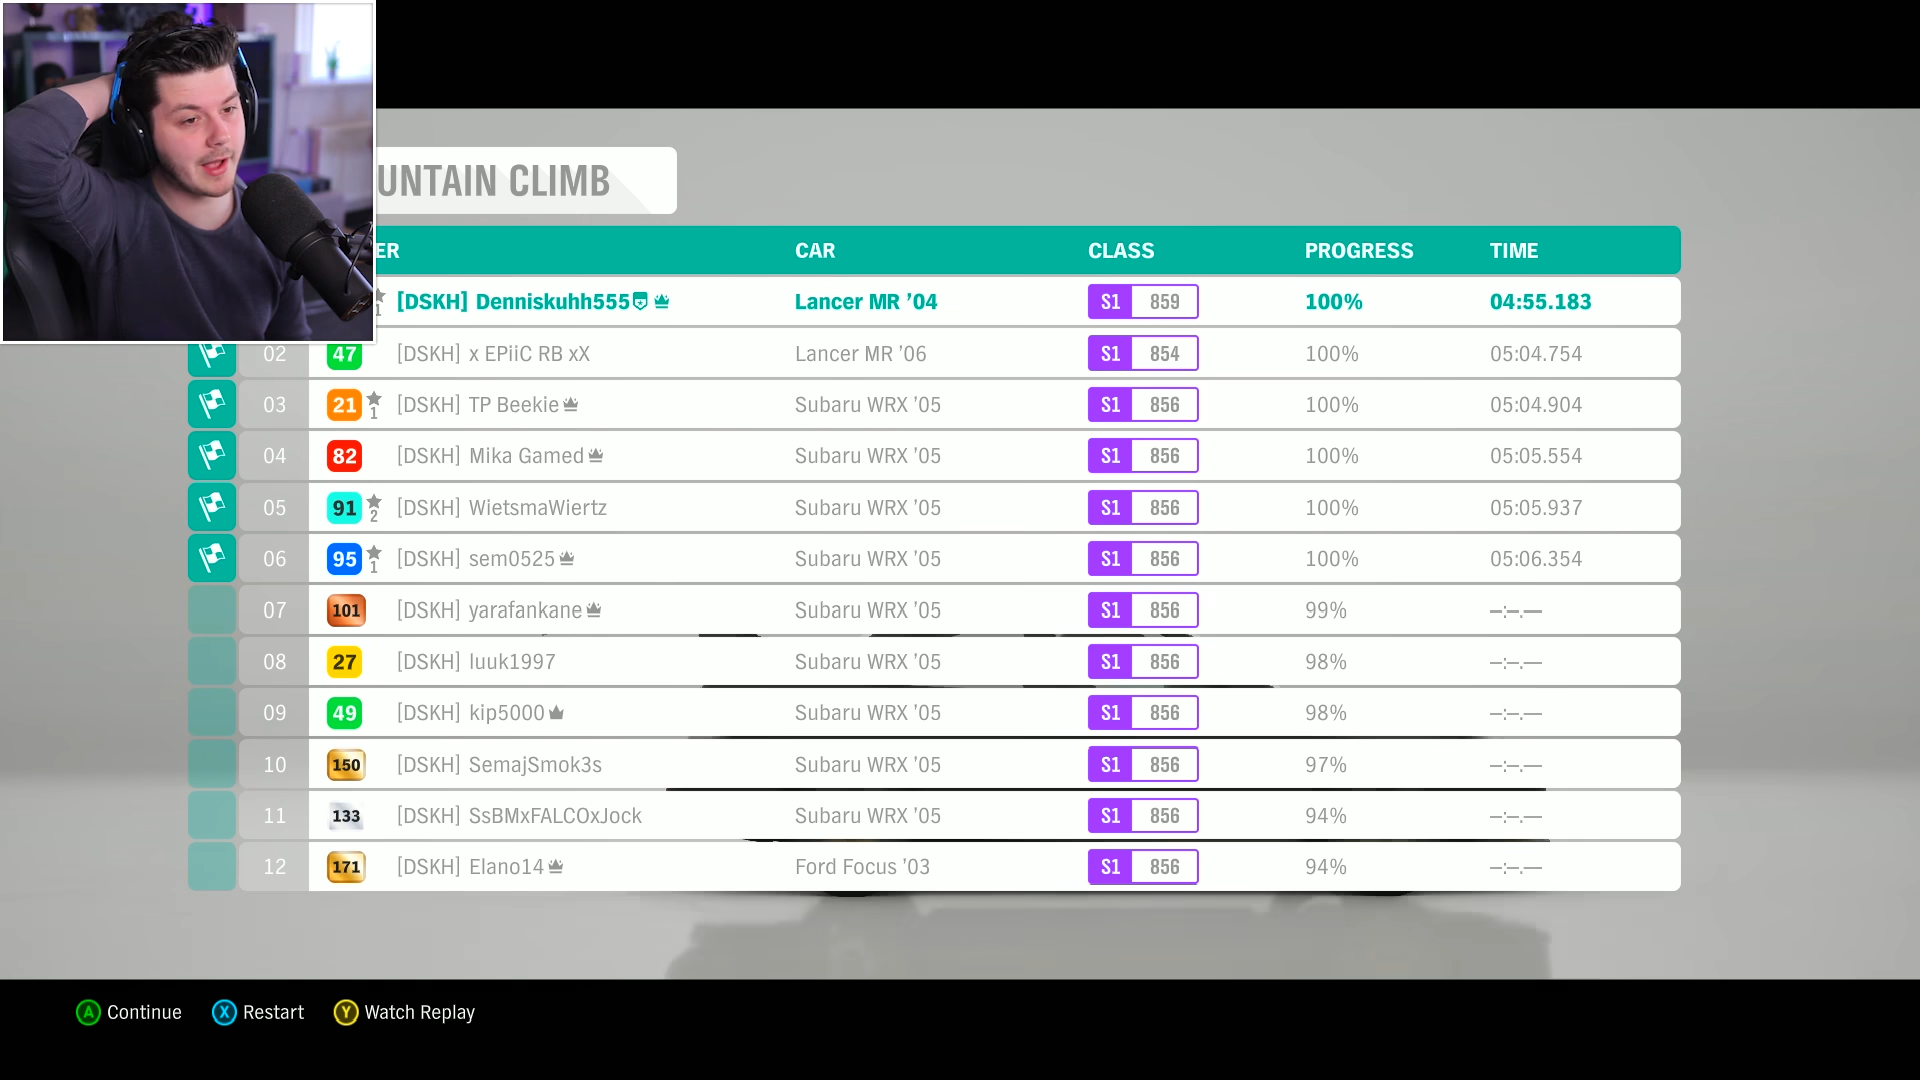 UNTAIN CLIMB
ER CAR CLASS PROGRESS TIME
1 [DSKH] Denniskuhh555 Lancer MR '04 S1 859 100% 04:55.183
02 47 [DSKH] x EPiiC RB xX Lancer MR '06 S1 854 100% 05:04.754
03 21 1 [DSKH] TP Beekie Subaru WRX '05 S1 856 100% 05:04.904
04 82 [DSKH] Mika Gamed Subaru WRX '05 S1 856 100% 05:05.554
05 91 2 [DSKH] WietsmaWiertz Subaru WRX '05 S1 856 100% 05:05.937
06 95 1 [DSKH] sem0525 Subaru WRX '05 S1 856 100% 05:06.354
07 101 [DSKH] yarafankane Subaru WRX '05 S1 856 99% –:–.—
08 27 [DSKH] luuk1997 Subaru WRX '05 S1 856 98% –:–.—
09 49 [DSKH] kip5000 Subaru WRX '05 S1 856 98% –:–.—
10 150 [DSKH] SemajSmok3s Subaru WRX '05 S1 856 97% –:–.—
11 133 [DSKH] SsBMxFALCOxJock Subaru WRX '05 S1 856 94% –:–.—
12 171 [DSKH] Elano14 Ford Focus '03 S1 856 94% –:–.—
A Continue X Restart Y Watch Replay